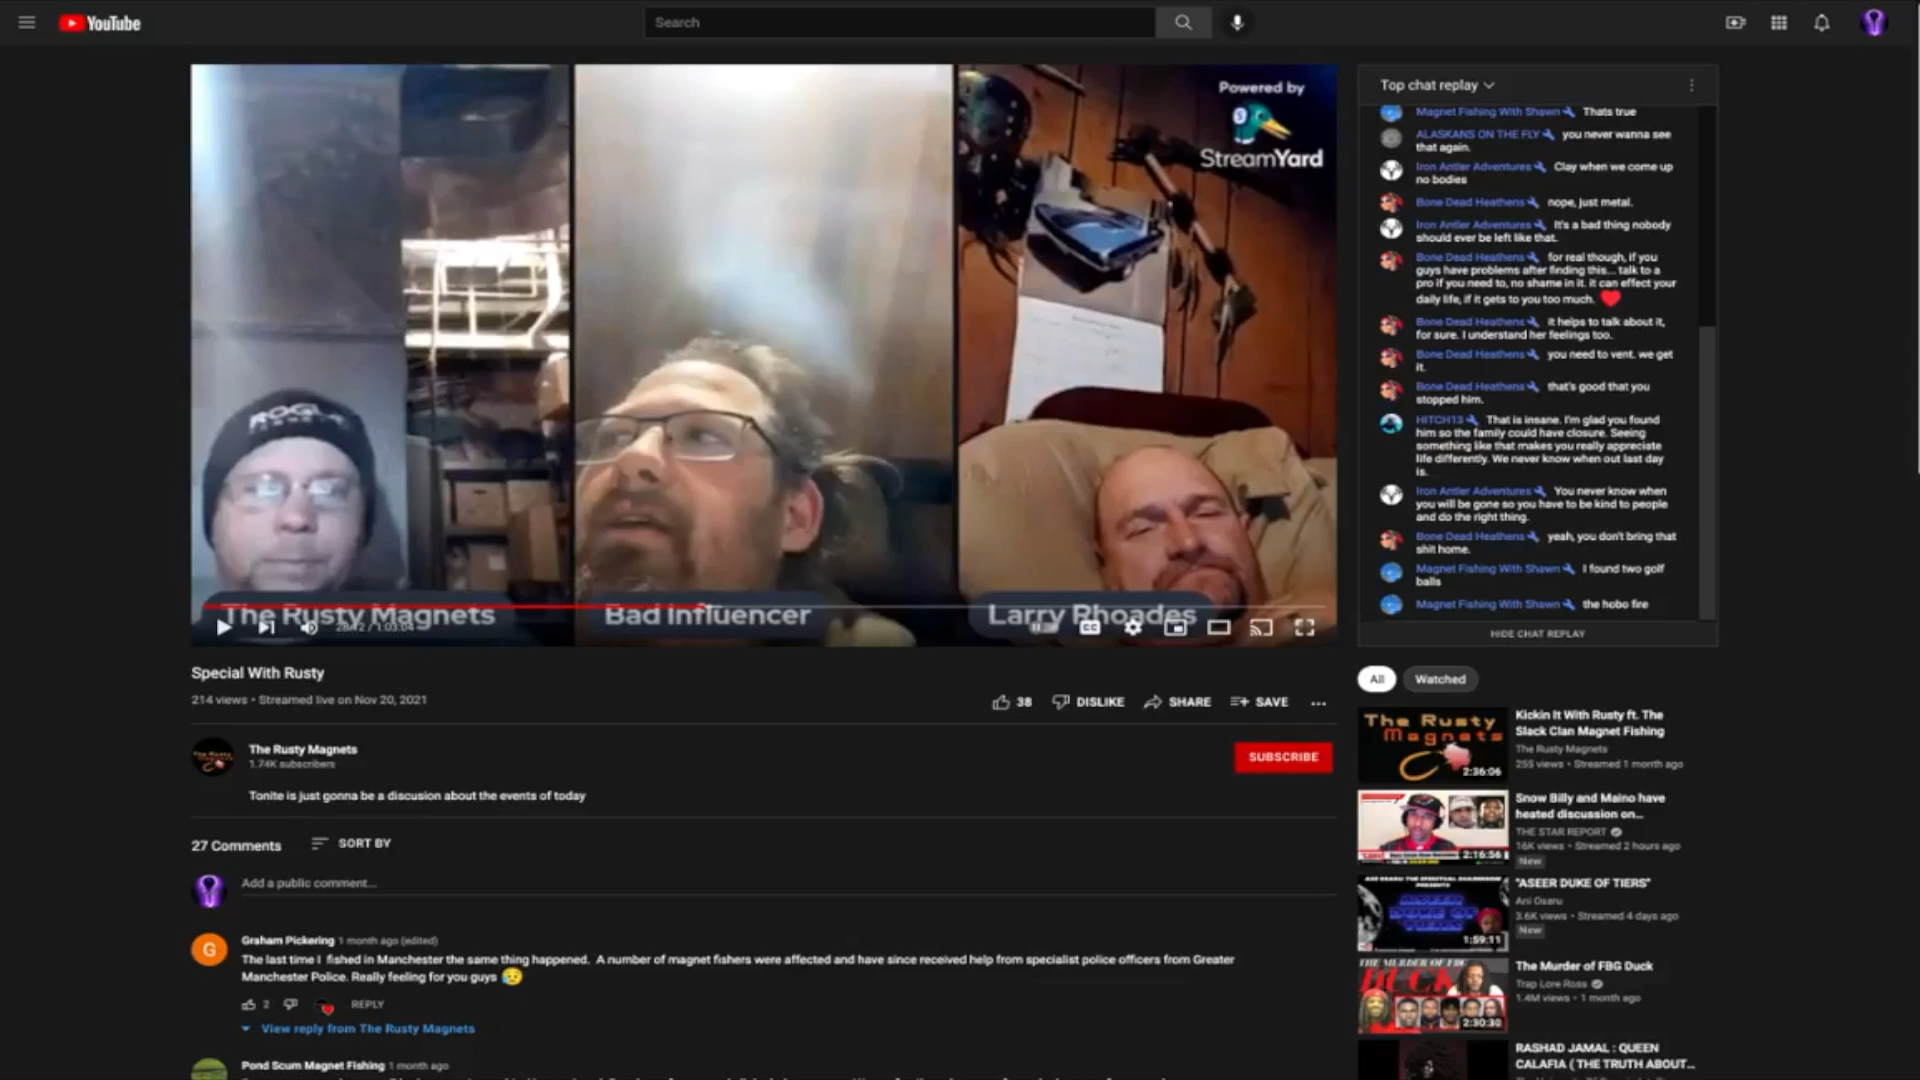 YouTube
Search
Powered by
StreamYard
The Rusty Magnets
Bad Influencer
Larry Rhoades
28:12 / 1:03:04
CC
Top chat replay
Magnet Fishing With Shawn Thats true
ALASKANS ON THE FLY you never wanna see
that again.
Iron Antler Adventures Clay when we come up
no bodies
Bone Dead Heathens nope, just metal.
Iron Antler Adventures It's a bad thing nobody
should ever be left like that.
Bone Dead Heathens for real though, if you
guys have problems after finding this... talk to a
pro if you need to, no shame in it. it can effect your
daily life, if it gets to you too much. ❤️
Bone Dead Heathens it helps to talk about it,
for sure. I understand her feelings too.
Bone Dead Heathens you need to vent. we get
it.
Bone Dead Heathens that's good that you
stopped him.
HITCH13 That is insane. I'm glad you found
him so the family could have closure. Seeing
something like that makes you really appreciate
life differently. We never know when out last day
is.
Iron Antler Adventures You never know when
you will be gone so you have to be kind to people
and do the right thing.
Bone Dead Heathens yeah, you don't bring that
shit home.
Magnet Fishing With Shawn I found two golf
balls
Magnet Fishing With Shawn the hobo fire
HIDE CHAT REPLAY
Special With Rusty
214 views • Streamed live on Nov 20, 2021
38 DISLIKE SHARE SAVE
The Rusty Magnets
1.74K subscribers
SUBSCRIBE
Tonite is just gonna be a discusion about the events of today
27 Comments SORT BY
Add a public comment...
G
Graham Pickering 1 month ago (edited)
The last time I fished in Manchester the same thing happened. A number of magnet fishers were affected and have since received help from specialist police officers from Greater
Manchester Police. Really feeling for you guys 😥
2 REPLY
View reply from The Rusty Magnets
Pond Scum Magnet Fishing 1 month ago
All Watched
The Rusty
Magnets
2:36:06
Kickin It With Rusty ft. The
Slack Clan Magnet Fishing
The Rusty Magnets
255 views • Streamed 1 month ago
2:16:56
Snow Billy and Maino have
heated discussion on...
THE STAR REPORT
16K views • Streamed 2 hours ago
New
ASEER
DUKE OF
TIERS
1:59:11
"ASEER DUKE OF TIERS"
Ani Osaru
3.6K views • Streamed 4 days ago
New
THE MURDER OF FBG
DUCK
2:30:30
The Murder of FBG Duck
Trap Lore Ross
1.4M views • 1 month ago
RASHAD JAMAL : QUEEN
CALAFIA ( THE TRUTH ABOUT...